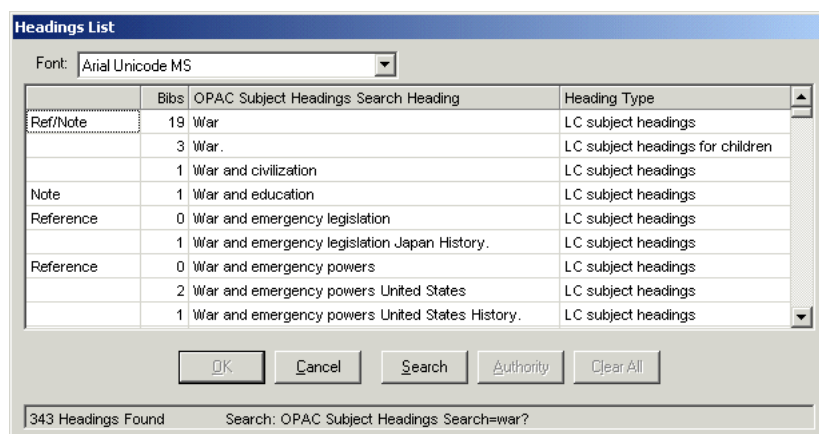 Headings List
Font: Arial Unicode MS
Bibs OPAC Subject Headings Search Heading Heading Type
Ref/Note 19 War LC subject headings
3 War. LC subject headings for children
1 War and civilization LC subject headings
Note 1 War and education LC subject headings
Reference 0 War and emergency legislation LC subject headings
1 War and emergency legislation Japan History. LC subject headings
Reference 0 War and emergency powers LC subject headings
2 War and emergency powers United States LC subject headings
1 War and emergency powers United States History. LC subject headings
OK Cancel Search Authority Clear All
343 Headings Found Search: OPAC Subject Headings Search=war?